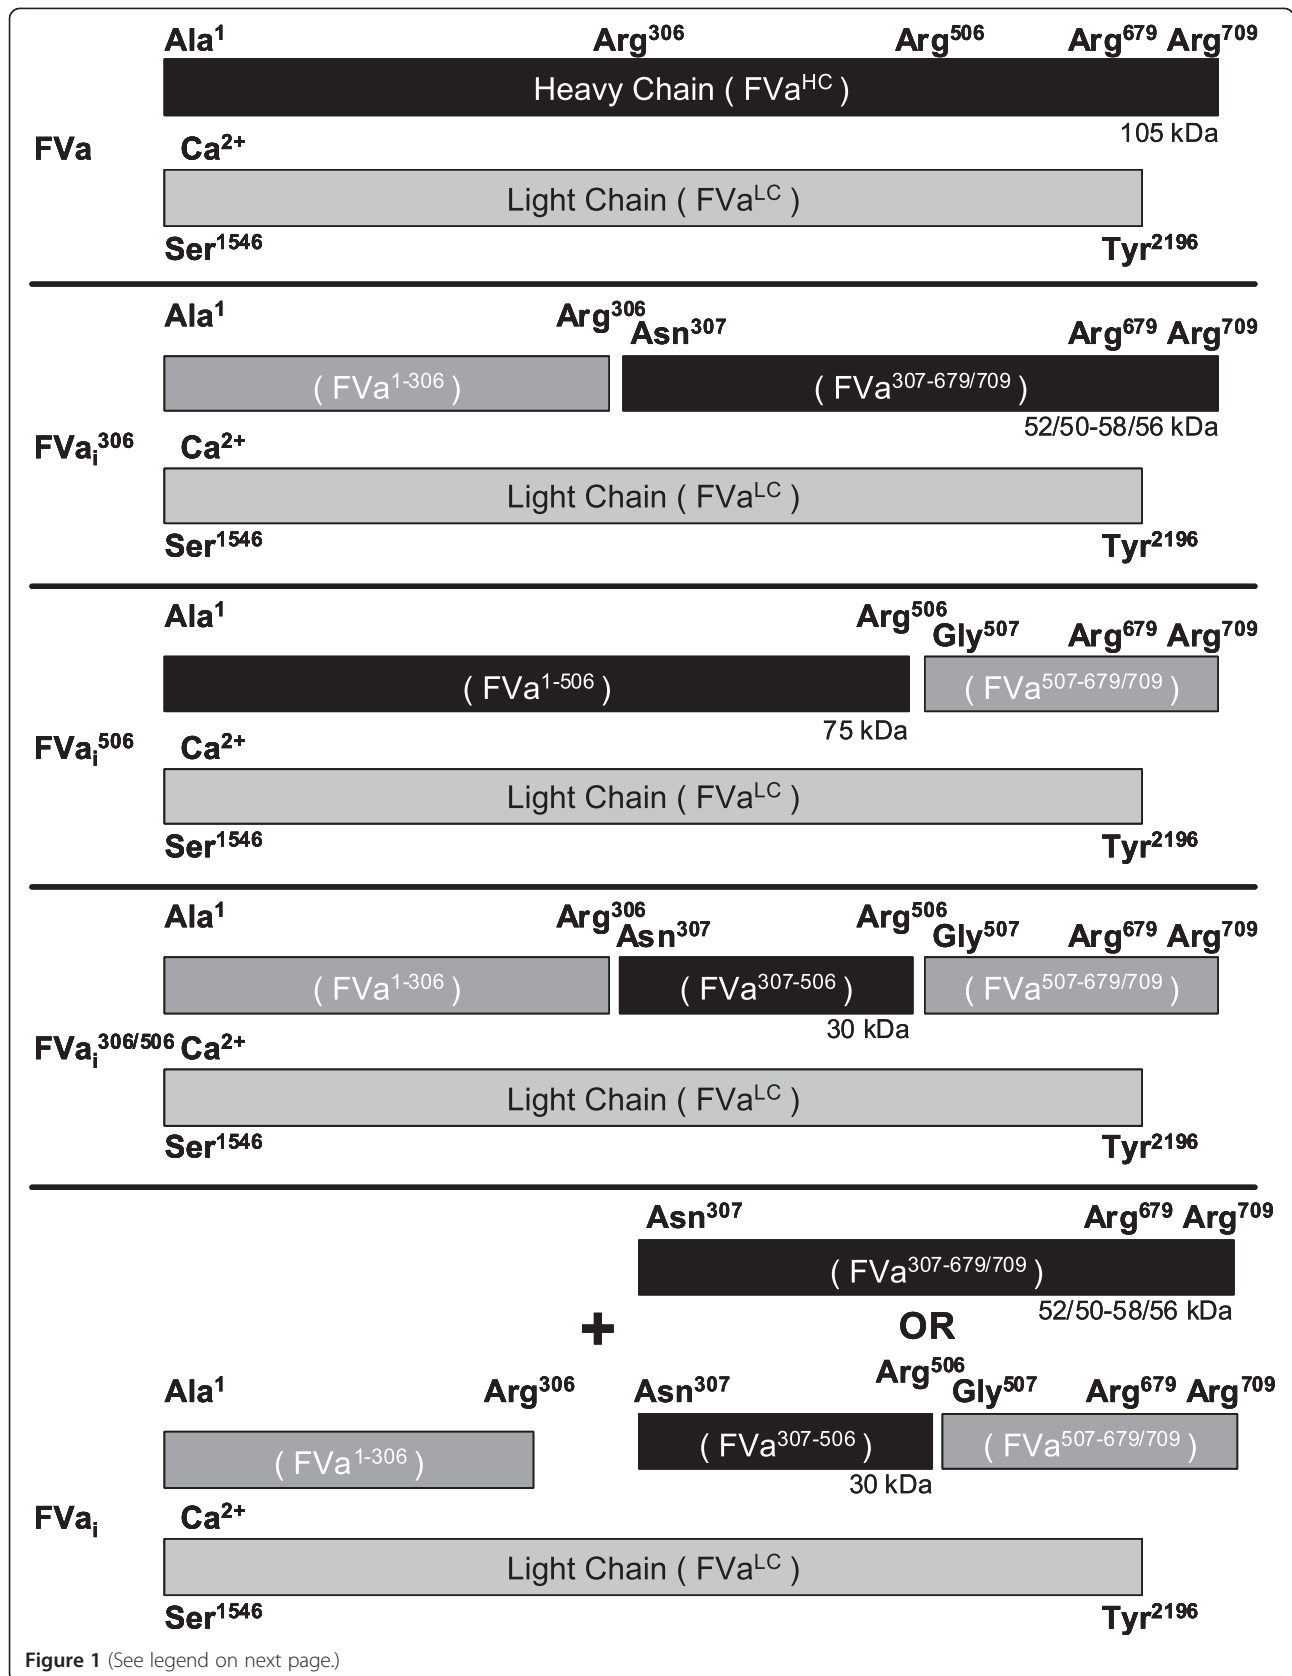 Ala¹ Arg³⁰⁶ Arg⁵⁰⁶ Arg⁶⁷⁹ Arg⁷⁰⁹
Heavy Chain ( FVaᴴᶜ )
105 kDa
FVa Ca²⁺
Light Chain ( FVaᴸᶜ )
Ser¹⁵⁴⁶ Tyr²¹⁹⁶
Ala¹ Arg³⁰⁶ Asn³⁰⁷ Arg⁶⁷⁹ Arg⁷⁰⁹
( FVa¹⁻³⁰⁶ ) ( FVa³⁰⁷⁻⁶⁷⁹/⁷⁰⁹ )
52/50-58/56 kDa
FVaᵢ³⁰⁶ Ca²⁺
Light Chain ( FVaᴸᶜ )
Ser¹⁵⁴⁶ Tyr²¹⁹⁶
Ala¹ Arg⁵⁰⁶ Gly⁵⁰⁷ Arg⁶⁷⁹ Arg⁷⁰⁹
( FVa¹⁻⁵⁰⁶ ) ( FVa⁵⁰⁷⁻⁶⁷⁹/⁷⁰⁹ )
75 kDa
FVaᵢ⁵⁰⁶ Ca²⁺
Light Chain ( FVaᴸᶜ )
Ser¹⁵⁴⁶ Tyr²¹⁹⁶
Ala¹ Arg³⁰⁶ Asn³⁰⁷ Arg⁵⁰⁶ Gly⁵⁰⁷ Arg⁶⁷⁹ Arg⁷⁰⁹
( FVa¹⁻³⁰⁶ ) ( FVa³⁰⁷⁻⁵⁰⁶ ) ( FVa⁵⁰⁷⁻⁶⁷⁹/⁷⁰⁹ )
30 kDa
FVaᵢ³⁰⁶/⁵⁰⁶ Ca²⁺
Light Chain ( FVaᴸᶜ )
Ser¹⁵⁴⁶ Tyr²¹⁹⁶
Asn³⁰⁷ Arg⁶⁷⁹ Arg⁷⁰⁹
( FVa³⁰⁷⁻⁶⁷⁹/⁷⁰⁹ )
52/50-58/56 kDa
+ OR
Ala¹ Arg³⁰⁶ Asn³⁰⁷ Arg⁵⁰⁶ Gly⁵⁰⁷ Arg⁶⁷⁹ Arg⁷⁰⁹
( FVa¹⁻³⁰⁶ ) ( FVa³⁰⁷⁻⁵⁰⁶ ) ( FVa⁵⁰⁷⁻⁶⁷⁹/⁷⁰⁹ )
30 kDa
FVaᵢ Ca²⁺
Light Chain ( FVaᴸᶜ )
Ser¹⁵⁴⁶ Tyr²¹⁹⁶
Figure 1 (See legend on next page.)